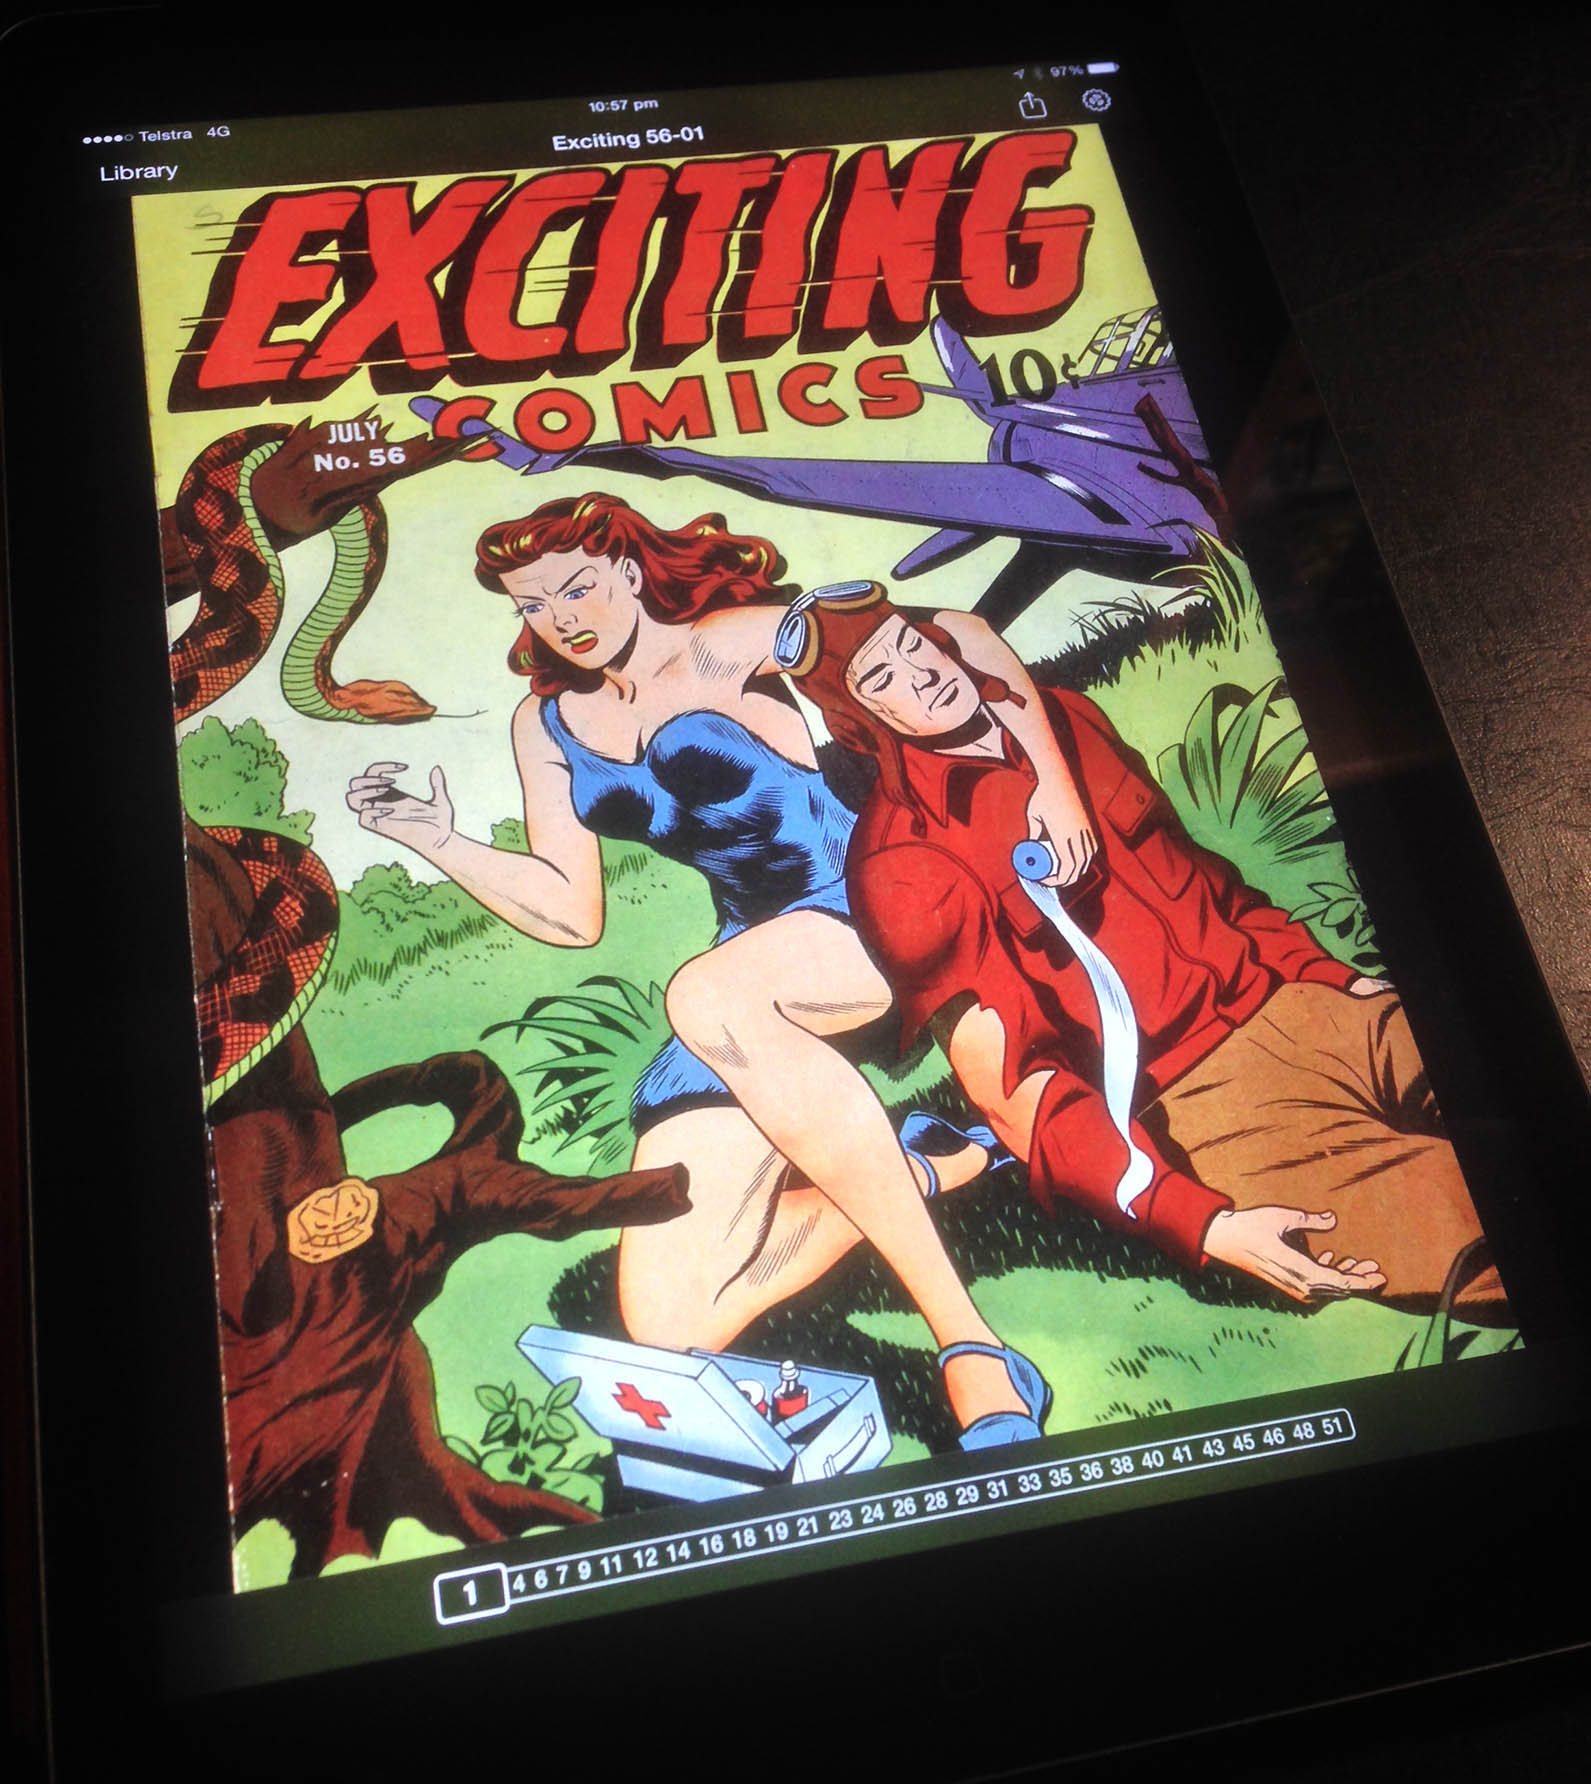 Telstra 4G
10:57 pm
97%
Library
Exciting 56-01
EXCITING
COMICS
10¢
JULY
No. 56
1 4 6 7 9 11 12 14 16 18 19 21 23 24 26 28 29 31 33 35 36 38 40 41 43 45 46 48 51